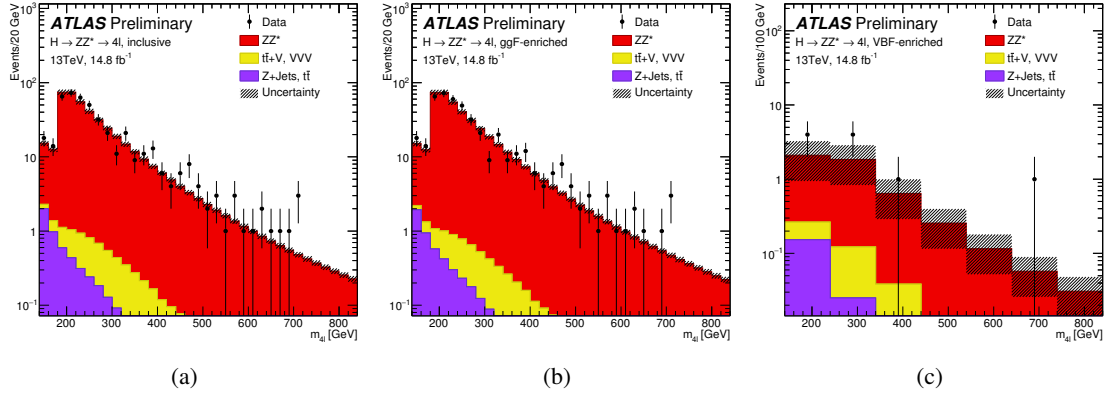 Events/20 GeV
ATLAS Preliminary
H → ZZ* → 4l, inclusive
13TeV, 14.8 fb⁻¹
Data
ZZ*
tt̄+V, VVV
Z+Jets, tt̄
Uncertainty
10³
10²
10
1
10⁻¹
200 300 400 500 600 700 800
m₄ₗ [GeV]
(a)
Events/20 GeV
ATLAS Preliminary
H → ZZ* → 4l, ggF-enriched
13TeV, 14.8 fb⁻¹
Data
ZZ*
tt̄+V, VVV
Z+Jets, tt̄
Uncertainty
10³
10²
10
1
10⁻¹
200 300 400 500 600 700 800
m₄ₗ [GeV]
(b)
Events/100 GeV
ATLAS Preliminary
H → ZZ* → 4l, VBF-enriched
13TeV, 14.8 fb⁻¹
Data
ZZ*
tt̄+V, VVV
Z+Jets, tt̄
Uncertainty
10²
10
1
10⁻¹
200 300 400 500 600 700 800
m₄ₗ [GeV]
(c)